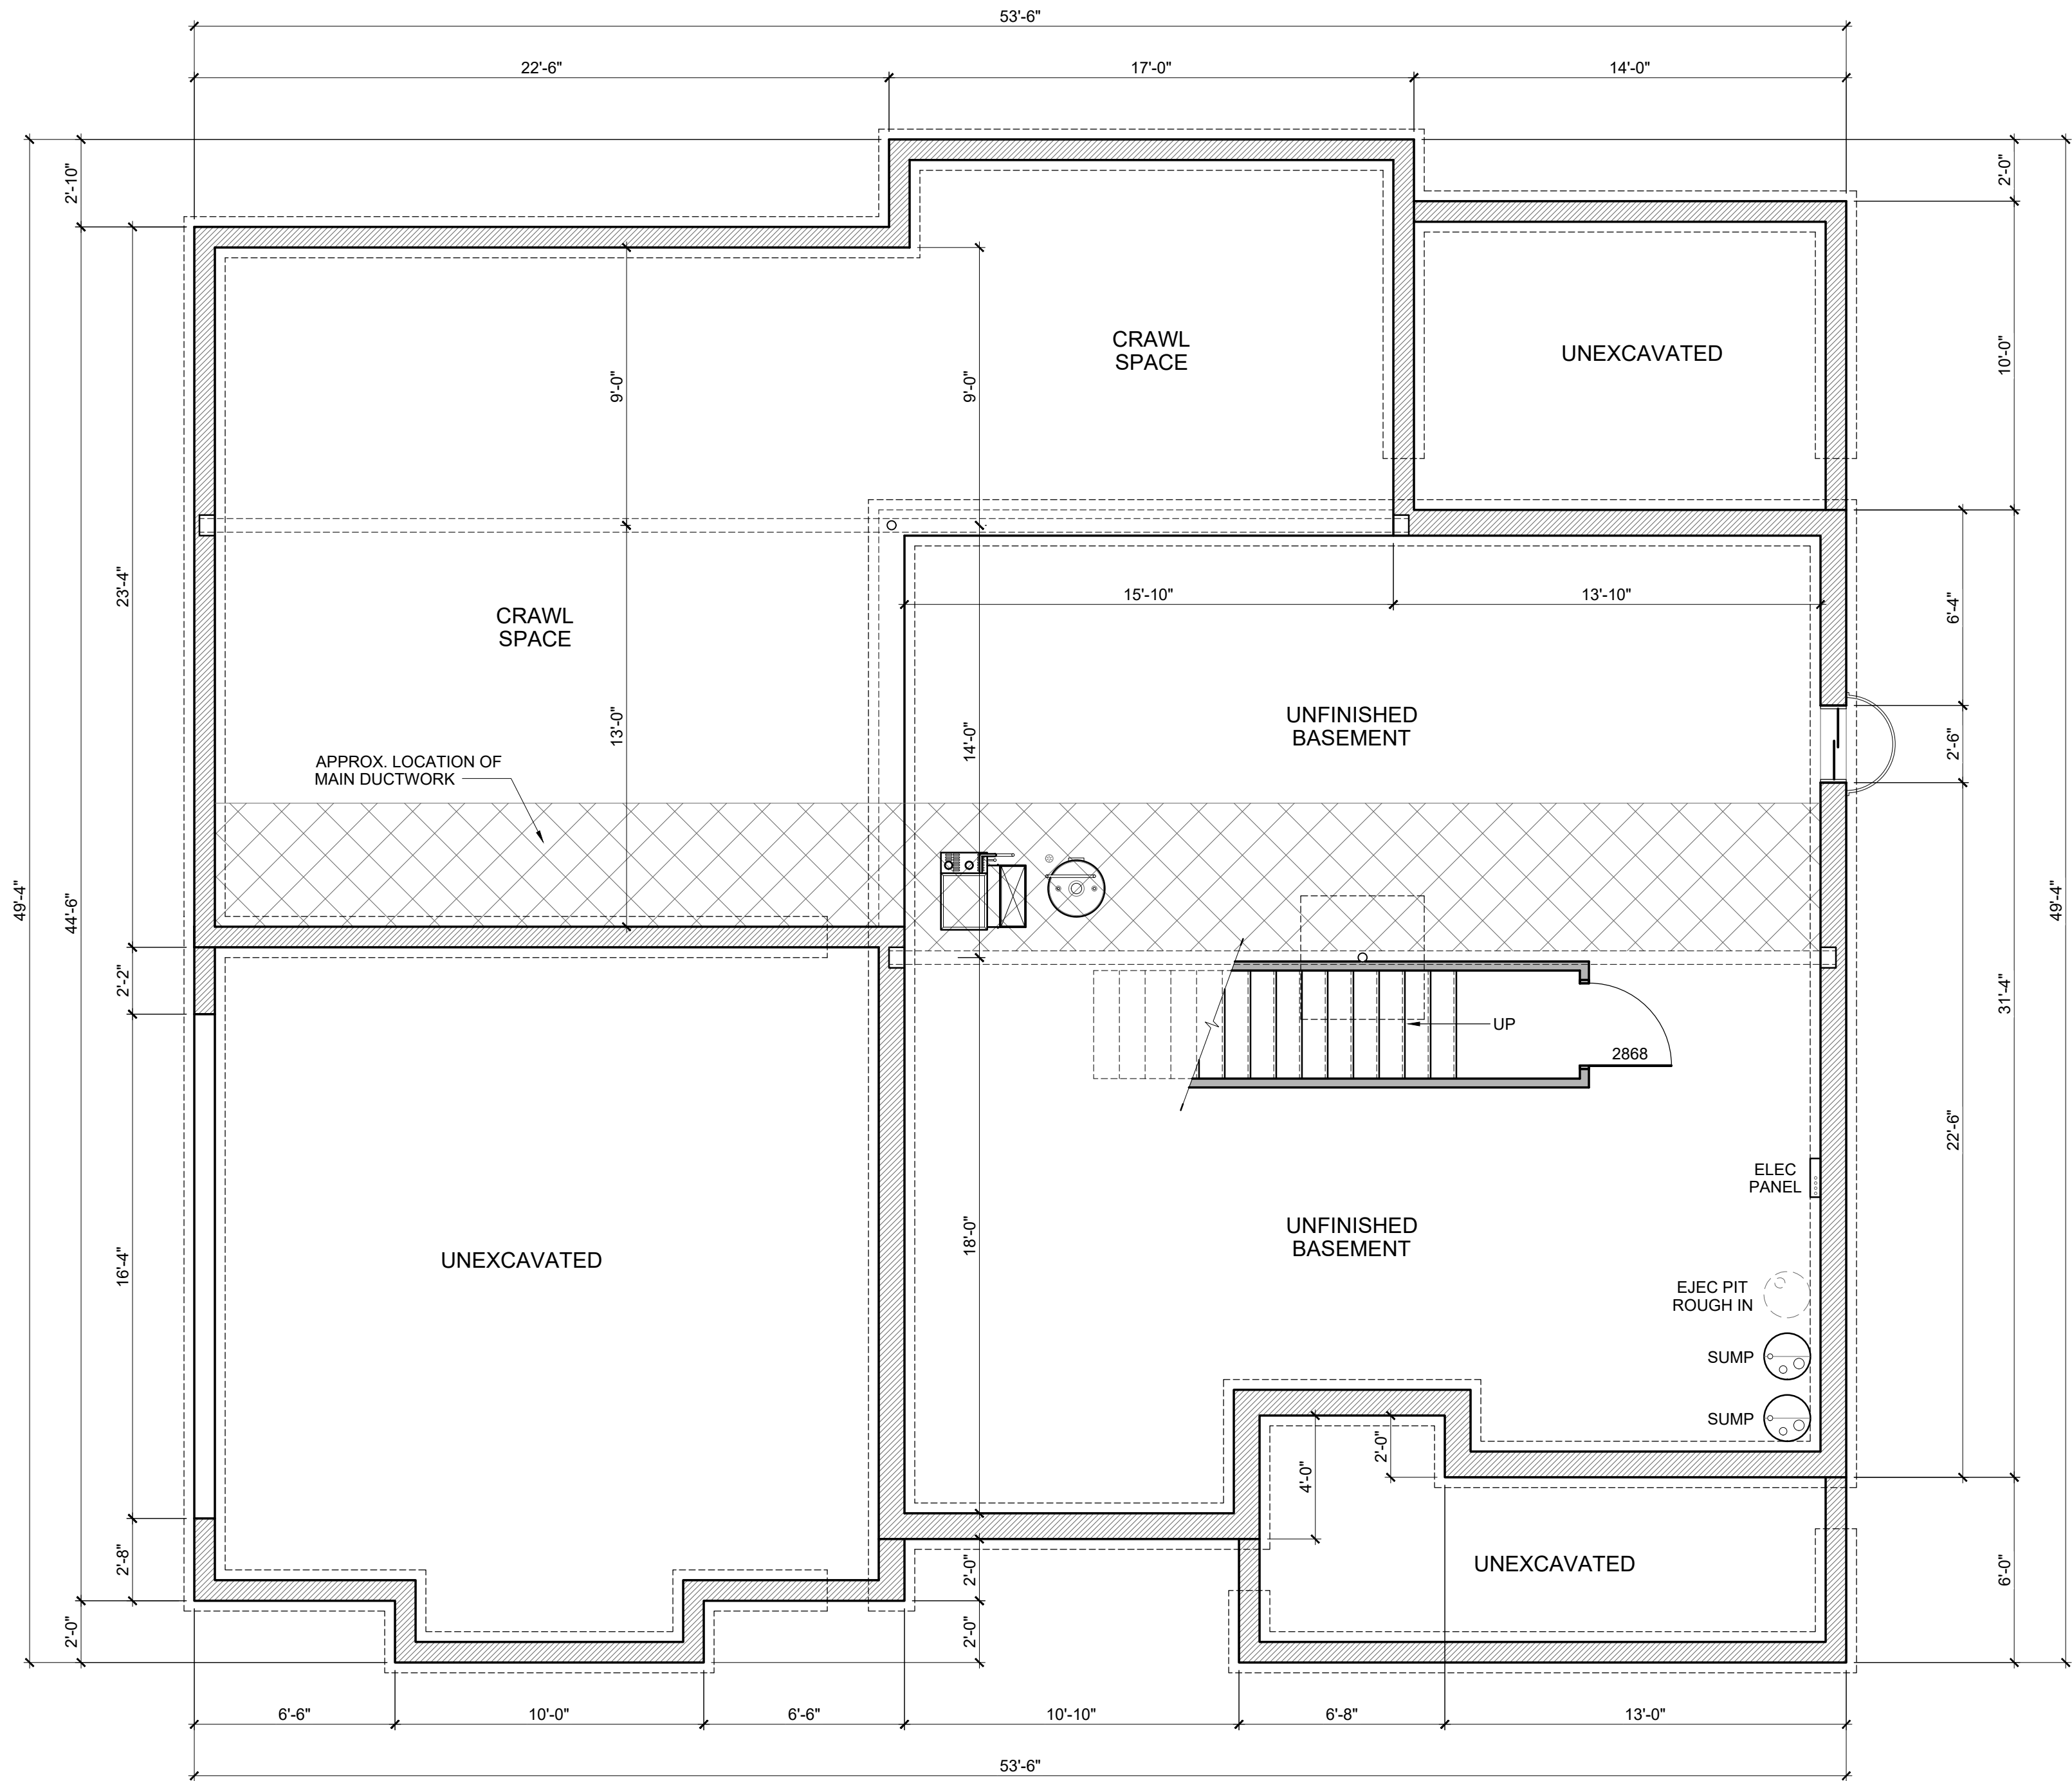 53'-6"
22'-6"
17'-0"
14'-0"
2'-10"
2'-0"
CRAWL
SPACE
UNEXCAVATED
9'-0"
9'-0"
10'-0"
23'-4"
15'-10"
13'-10"
6'-4"
CRAWL
SPACE
UNFINISHED
BASEMENT
13'-0"
14'-0"
2'-6"
APPROX. LOCATION OF
MAIN DUCTWORK
49'-4"
44'-6"
49'-4"
2'-2"
31'-4"
UP
2868
22'-6"
ELEC
PANEL
UNFINISHED
BASEMENT
18'-0"
16'-4"
UNEXCAVATED
EJEC PIT
ROUGH IN
SUMP
SUMP
2'-0"
4'-0"
2'-8"
2'-0"
UNEXCAVATED
6'-0"
2'-0"
2'-0"
6'-6"
10'-0"
6'-6"
10'-10"
6'-8"
13'-0"
53'-6"